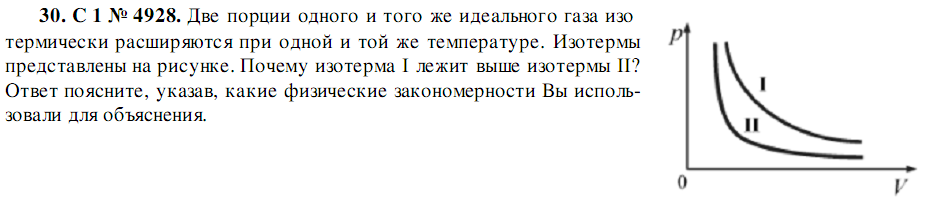 30. С 1 № 4928. Две порции одного и того же идеального газа изо
термически расширяются при одной и той же температуре. Изотермы
представлены на рисунке. Почему изотерма I лежит выше изотермы II?
Ответ поясните, указав, какие физические закономерности Вы исполь-
зовали для объяснения.
p
I
II
0
V